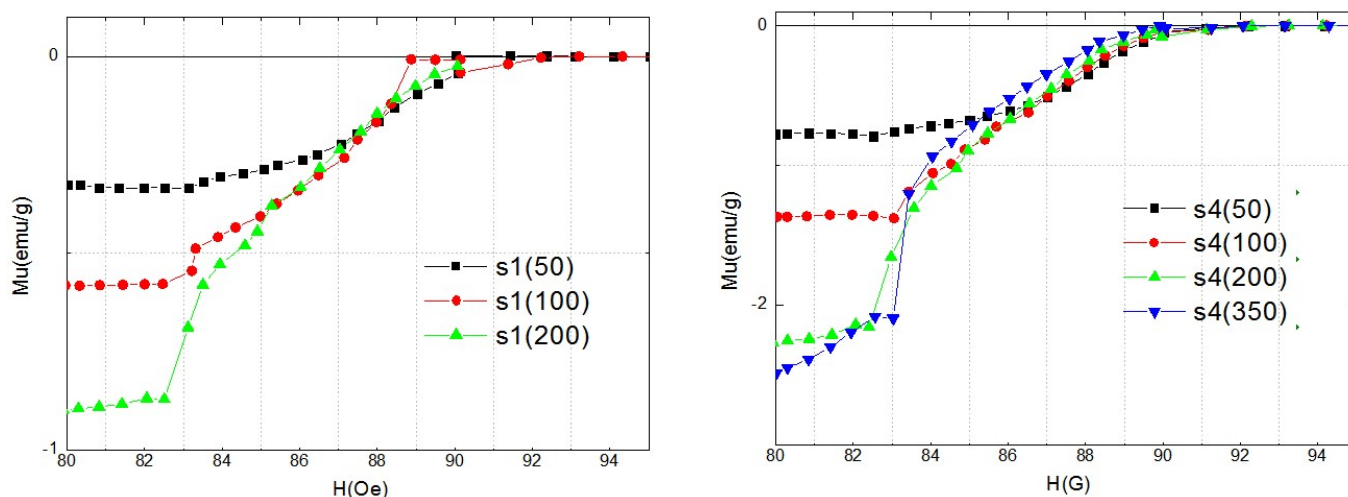 0
-1
Mu(emu/g)
80 82 84 86 88 90 92 94
H(Oe)
s1(50)
s1(100)
s1(200)
0
-2
Mu(emu/g)
80 82 84 86 88 90 92 94
H(G)
s4(50)
s4(100)
s4(200)
s4(350)